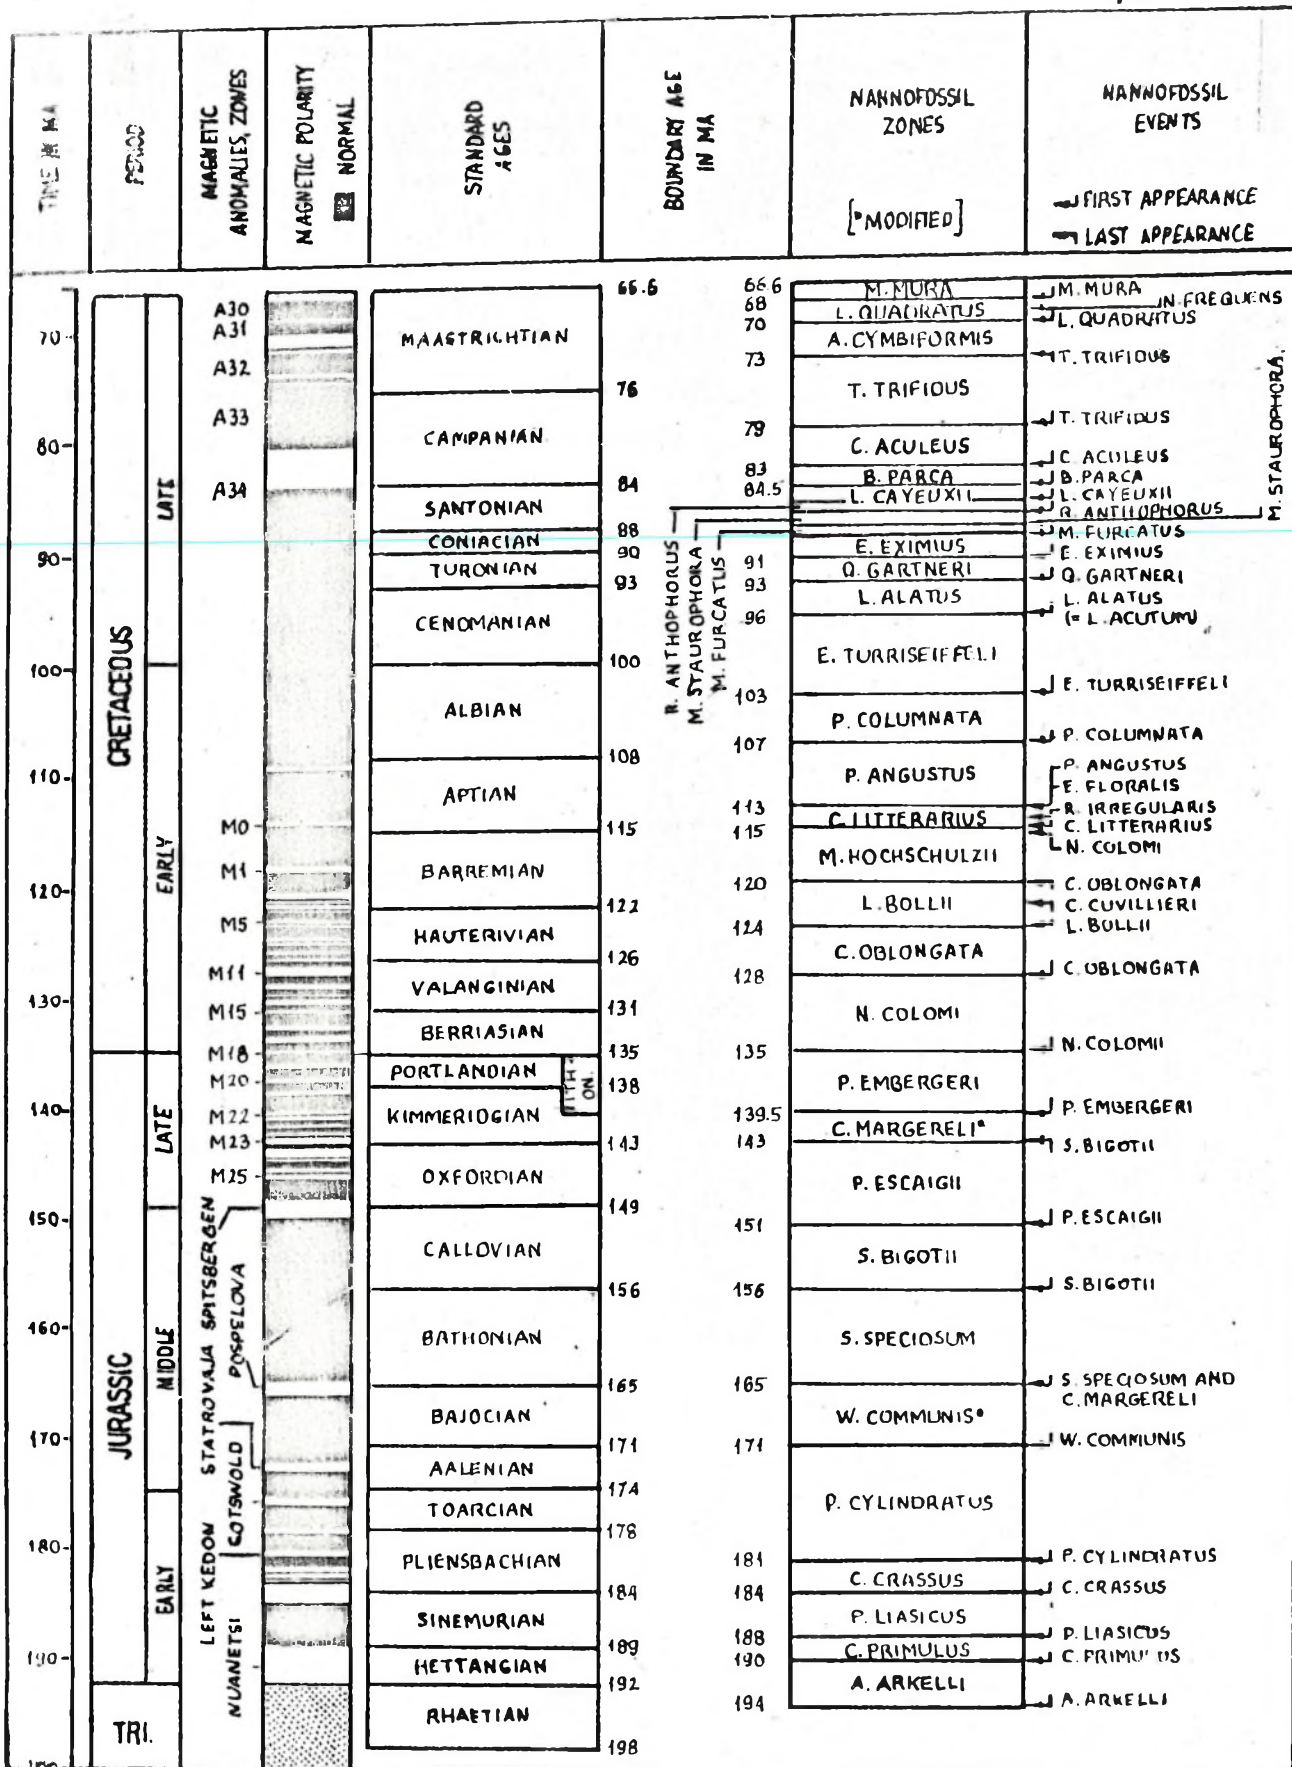 TIME IN MA
PERIOD
MAGNETIC
ANOMALIES, ZONES
MAGNETIC POLARITY
NORMAL
STANDARD
AGES
BOUNDARY AGE
IN MA
NANNOFOSSIL
ZONES
[*MODIFIED]
NANNOFOSSIL
EVENTS
FIRST APPEARANCE
LAST APPEARANCE
70
80
90
100
110
120
130
140
150
160
170
180
190
CRETACEOUS
JURASSIC
TRI.
LATE
EARLY
LATE
MIDDLE
EARLY
A30
A31
A32
A33
A34
M0
M1
M5
M11
M15
M18
M20
M22
M23
M25
SPITSBERGEN
POSPELOVA
STATROVAJA
COTSWOLD
LEFT KEDON
NUANETSI
MAASTRICHTIAN
CAMPANIAN
SANTONIAN
CONIACIAN
TURONIAN
CENOMANIAN
ALBIAN
APTIAN
BARREMIAN
HAUTERIVIAN
VALANGINIAN
BERRIASIAN
PORTLANDIAN
TITH-
ON.
KIMMERIDGIAN
OXFORDIAN
CALLOVIAN
BATHONIAN
BAJOCIAN
AALENIAN
TOARCIAN
PLIENSBACHIAN
SINEMURIAN
HETTANGIAN
RHAETIAN
66.6
76
84
88
90
93
100
108
115
122
126
131
135
138
143
149
156
165
171
174
178
184
189
192
198
R. ANTHOPHORUS
M. STAUROPHORA
M. FURCATUS
66.6
68
70
73
79
83
84.5
91
93
96
103
107
113
115
120
124
128
135
139.5
143
151
156
165
171
181
184
188
190
194
M. MURA
L. QUADRATUS
A. CYMBIFORMIS
T. TRIFIDUS
C. ACULEUS
B. PARCA
L. CAYEUXII
E. EXIMIUS
Q. GARTNERI
L. ALATUS
E. TURRISEIFFELI
P. COLUMNATA
P. ANGUSTUS
C. LITTERARIUS
M. HOCHSCHULZII
L. BOLLII
C. OBLONGATA
N. COLOMI
P. EMBERGERI
C. MARGERELI*
P. ESCAIGII
S. BIGOTII
S. SPECIOSUM
W. COMMUNIS*
P. CYLINDRATUS
C. CRASSUS
P. LIASICUS
C. PRIMULUS
A. ARKELLI
M. MURA
N. FREQUENS
L. QUADRATUS
T. TRIFIDUS
T. TRIFIDUS
C. ACULEUS
B. PARCA
L. CAYEUXII
R. ANTHOPHORUS
M. STAUROPHORA.
M. FURCATUS
E. EXIMIUS
Q. GARTNERI
L. ALATUS
(= L. ACUTUM)
E. TURRISEIFFELI
P. COLUMNATA
P. ANGUSTUS
E. FLORALIS
R. IRREGULARIS
C. LITTERARIUS
N. COLOMI
C. OBLONGATA
C. CUVILLIERI
L. BOLLII
C. OBLONGATA
N. COLOMII
P. EMBERGERI
S. BIGOTII
P. ESCAIGII
S. BIGOTII
S. SPECIOSUM AND
C. MARGERELI
W. COMMUNIS
P. CYLINDRATUS
C. CRASSUS
P. LIASICUS
C. PRIMULUS
A. ARKELLI